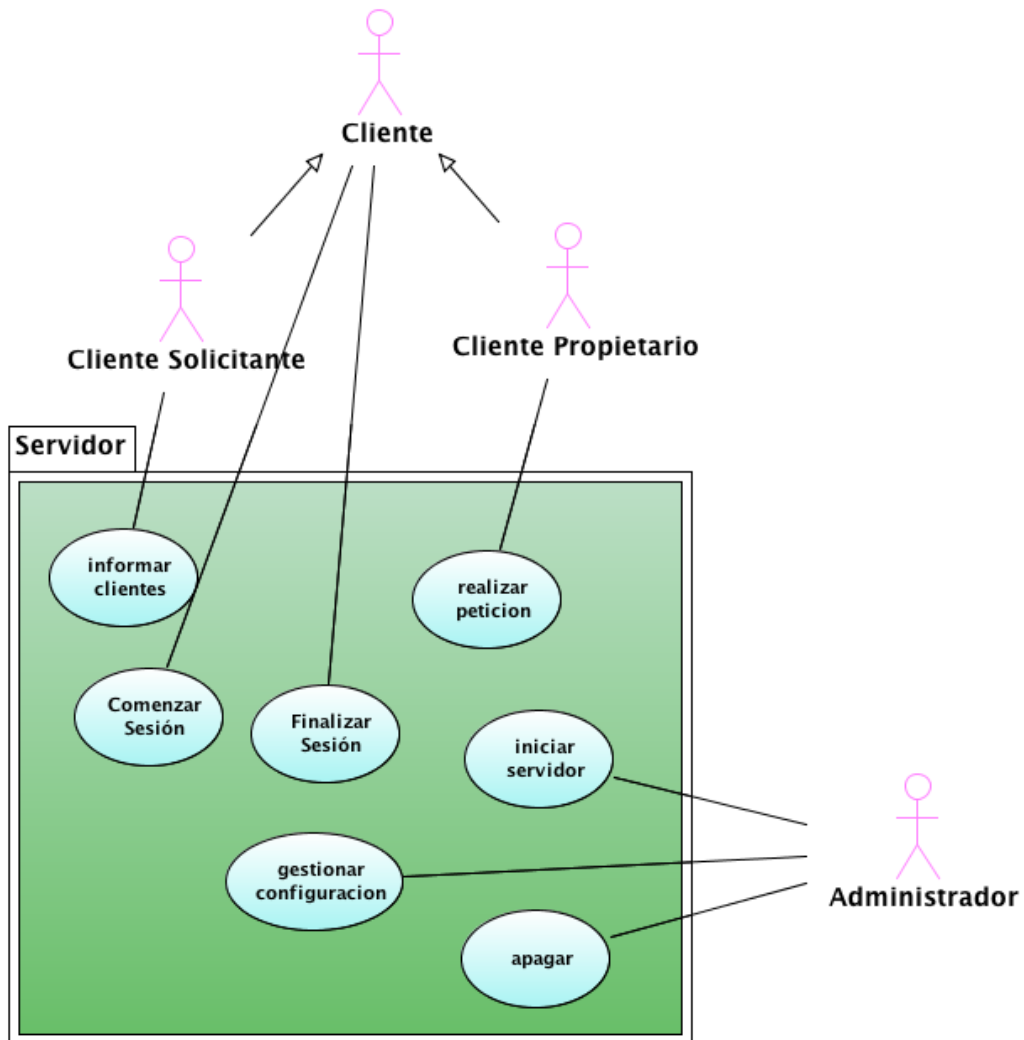 Cliente
Cliente Solicitante
Cliente Propietario
Servidor
informar
clientes
realizar
peticion
Comenzar
Sesión
Finalizar
Sesión
iniciar
servidor
gestionar
configuracion
Administrador
apagar